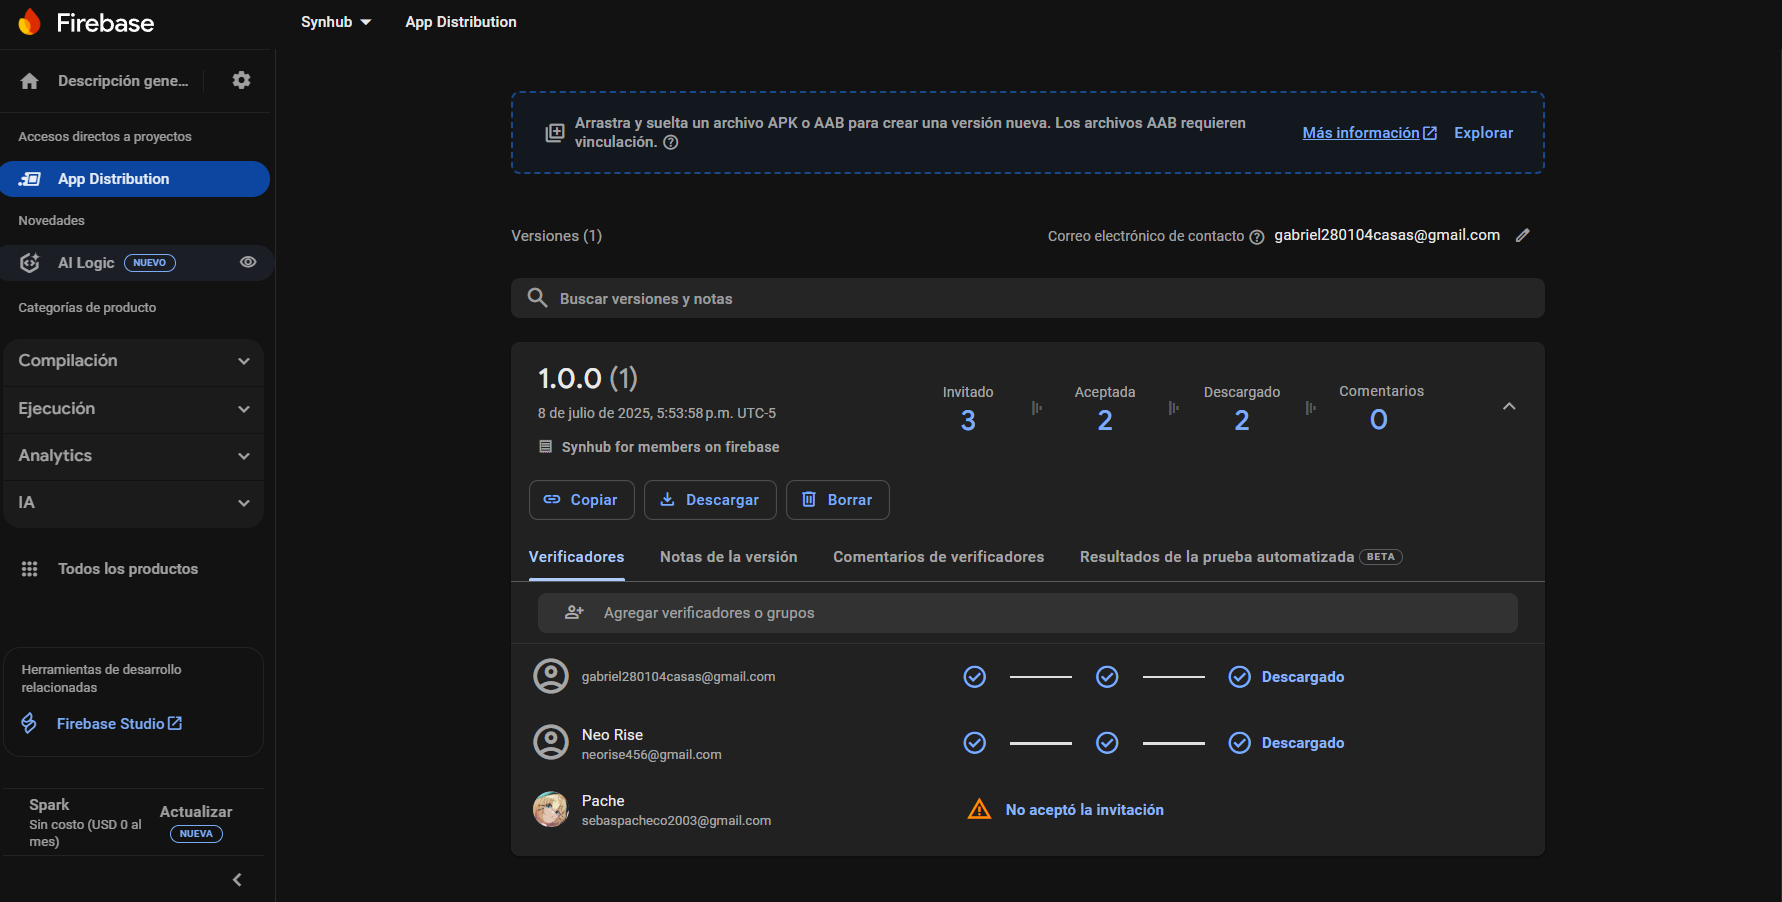 Firebase
Synhub
App Distribution
Descripción gene...
Accesos directos a proyectos
App Distribution
Novedades
AI Logic NUEVO
Categorías de producto
Compilación
Ejecución
Analytics
IA
Todos los productos
Herramientas de desarrollo
relacionadas
Firebase Studio
Spark
Sin costo (USD 0 al
mes)
Actualizar
NUEVA
Arrastra y suelta un archivo APK o AAB para crear una versión nueva. Los archivos AAB requieren
vinculación.
Más información
Explorar
Versiones (1)
Correo electrónico de contacto
gabriel280104casas@gmail.com
Buscar versiones y notas
1.0.0 (1)
8 de julio de 2025, 5:53:58 p.m. UTC-5
Synhub for members on firebase
Invitado
3
Aceptada
2
Descargado
2
Comentarios
0
Copiar
Descargar
Borrar
Verificadores
Notas de la versión
Comentarios de verificadores
Resultados de la prueba automatizada BETA
Agregar verificadores o grupos
gabriel280104casas@gmail.com
Descargado
Neo Rise
neorise456@gmail.com
Descargado
Pache
sebaspacheco2003@gmail.com
No aceptó la invitación